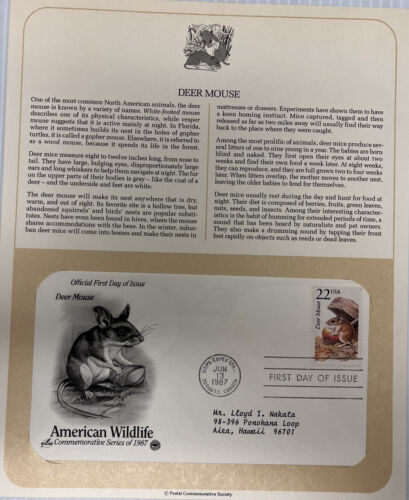 DEER MOUSE
One of the most common North American animals, the deer
mouse is known by a variety of names. White-footed mouse
describes one of its physical characteristics, while vesper
mouse suggests that it is active mainly at night. In Florida,
where it sometimes builds its nest in the holes of gopher
turtles, it is called a gopher mouse. Elsewhere, it is referred to
as a wood mouse, because it spends its life in the forest.
Deer mice measure eight to twelve inches long, from nose to
tail. They have large, bulging eyes, disproportionately large
ears and long whiskers to help them navigate at night. The fur
on the upper parts of their bodies is gray – like the coat of a
deer – and the underside and feet are white.
The deer mouse will make its nest anywhere that is dry,
warm, and out of sight. Its favorite site is a hollow tree, but
abandoned squirrels' and birds' nests are popular substi-
tutes. Nests have even been found in hives, where the mouse
shares accommodations with the bees. In the winter, subur-
ban deer mice will come into homes and make their nests in
mattresses or drawers. Experiments have shown them to have
a keen homing instinct. Mice captured, tagged and then
released as far as two miles away will usually find their way
back to the place where they were caught.
Among the most prolific of animals, deer mice produce sev-
eral litters of one to nine young in a year. The babies are born
blind and naked. They first open their eyes at about two
weeks and find their own food a week later. At eight weeks,
they can reproduce, and they are full grown two to four weeks
later. When litters overlap, the mother moves to another nest,
leaving the older babies to fend for themselves.
Deer mice usually rest during the day and hunt for food at
night. Their diet is composed of berries, fruits, green leaves,
nuts, seeds, and insects. Among their interesting character-
istics is the habit of humming for extended periods of time, a
sound that has been heard by naturalists and pet owners.
They also make a drumming sound by tapping their front
feet rapidly on objects such as reeds or dead leaves.
Official First Day of Issue
Deer Mouse
22 USA
Deer Mouse
USPS CAPEX STA.
JUN
13
1987
TORONTO CANADA
FIRST DAY OF ISSUE
Mr. Lloyd I. Nakata
98-396 Ponohana Loop
Aiea, Hawaii 96701
American Wildlife
Commemorative Series of 1987
© Postal Commemorative Society